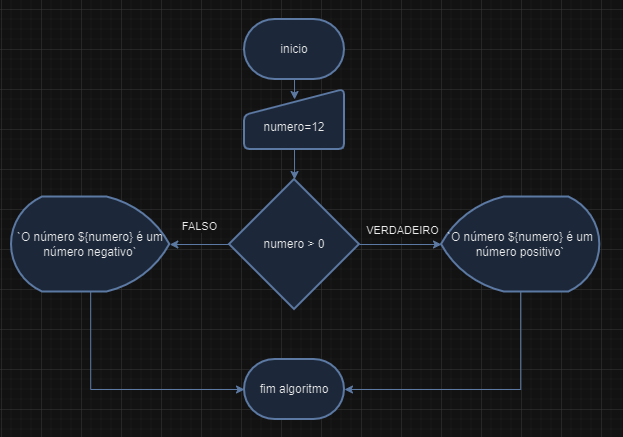 inicio
numero=12
FALSO
numero > 0
VERDADEIRO
`O número ${numero} é um
número negativo`
`O número ${numero} é um
número positivo`
fim algoritmo